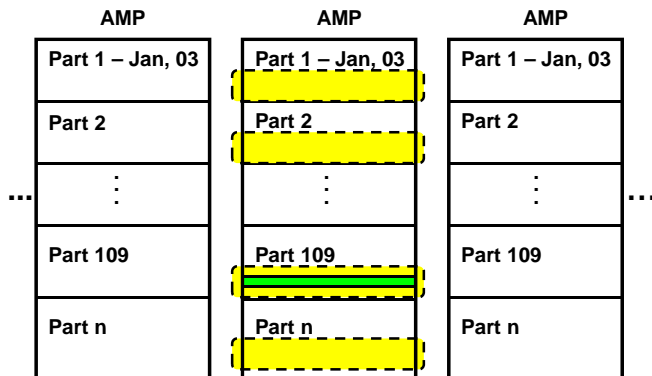 AMP AMP AMP
Part 1 – Jan, 03 Part 1 – Jan, 03 Part 1 – Jan, 03
Part 2 Part 2 Part 2
⋮ ⋮ ⋮
... ...
Part 109 Part 109 Part 109
Part n Part n Part n